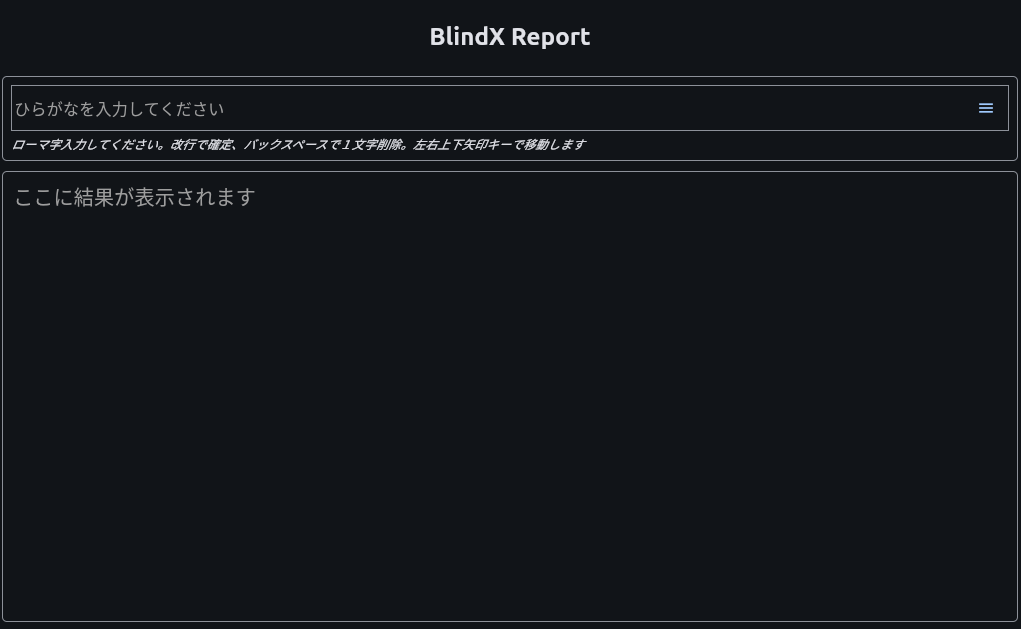 BlindX Report
ひらがなを入力してください
ローマ字入力してください。改行で確定、バックスペースで１文字削除。左右上下矢印キーで移動します
ここに結果が表示されます